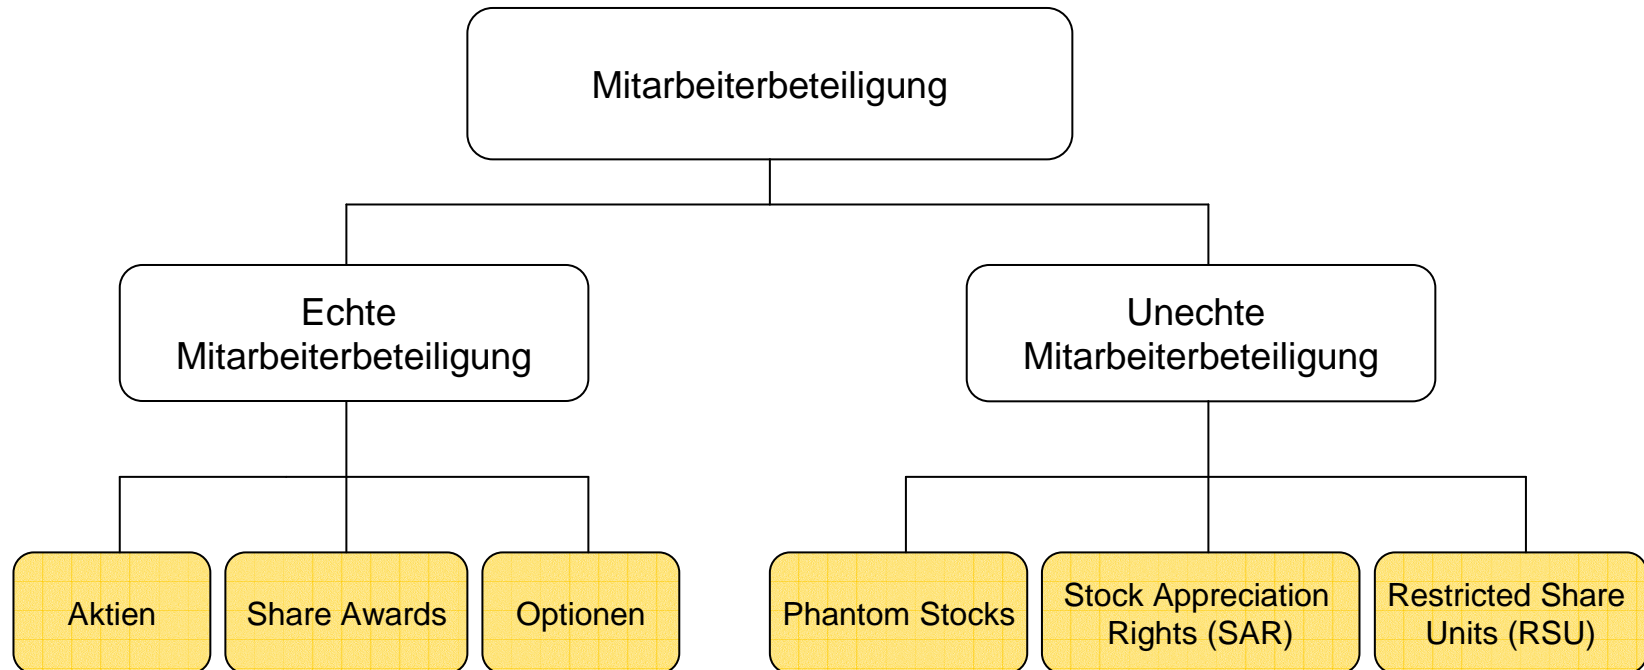 Mitarbeiterbeteiligung
Echte
Mitarbeiterbeteiligung
Unechte
Mitarbeiterbeteiligung
Aktien
Share Awards
Optionen
Phantom Stocks
Stock Appreciation
Rights (SAR)
Restricted Share
Units (RSU)